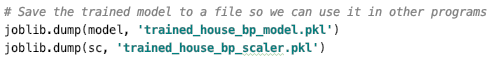 # Save the trained model to a file so we can use it in other programs
joblib.dump(model, 'trained_house_bp_model.pkl')
joblib.dump(sc, 'trained_house_bp_scaler.pkl')